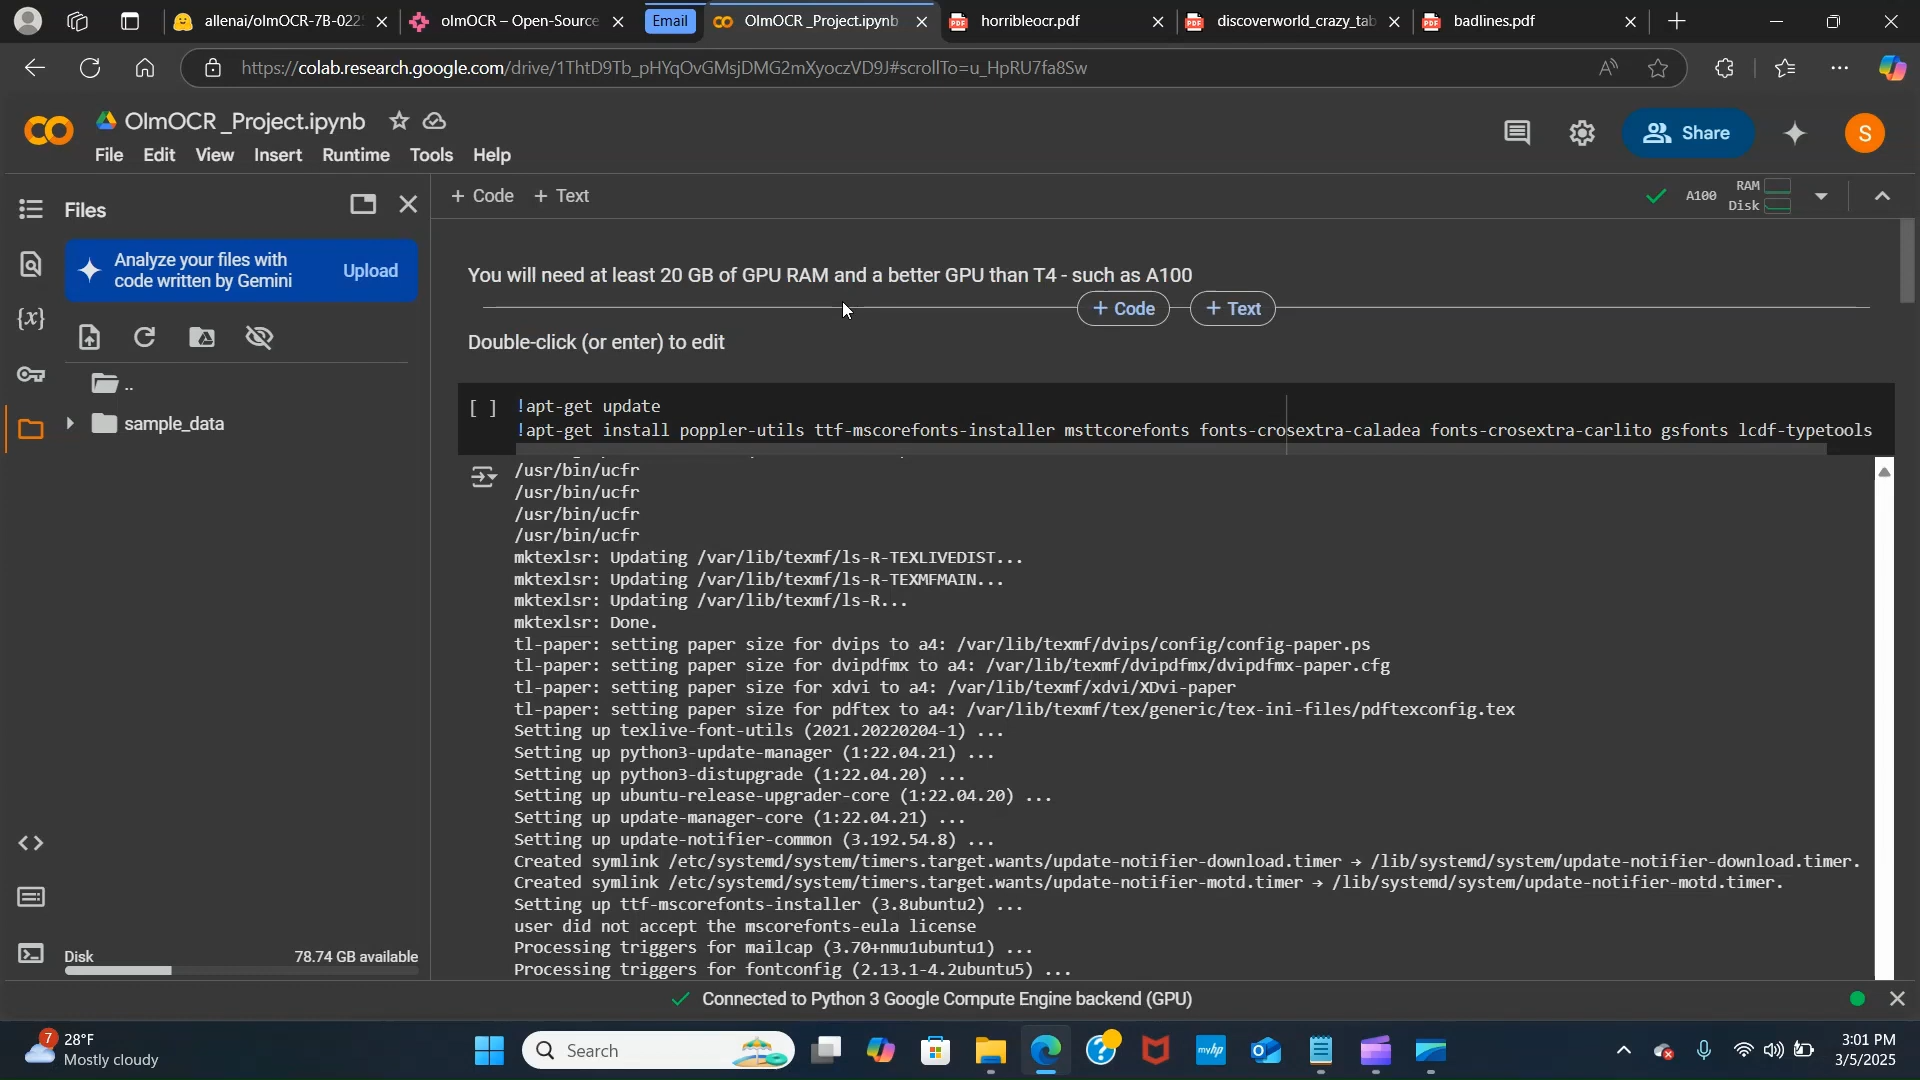 allenai/olmOCR-7B-022
olmOCR – Open-Source
Email
OlmOCR _Project.ipynb
horribleocr.pdf
discoverworld_crazy_tab
badlines.pdf
https://colab.research.google.com/drive/1ThtD9Tb_pHYqOvGMsjDMG2mXyoczVD9J#scrollTo=u_HpRU7fa8Sw
OlmOCR _Project.ipynb
Share
S
File Edit View Insert Runtime Tools Help
Files
+ Code + Text
A100
RAM
Disk
Analyze your files with
code written by Gemini
Upload
You will need at least 20 GB of GPU RAM and a better GPU than T4 - such as A100
+ Code
+ Text
Double-click (or enter) to edit
{x}
..
sample_data
[ ] !apt-get update
!apt-get install poppler-utils ttf-mscorefonts-installer msttcorefonts fonts-crosextra-caladea fonts-crosextra-carlito gsfonts lcdf-typetools
/usr/bin/ucfr
/usr/bin/ucfr
/usr/bin/ucfr
/usr/bin/ucfr
mktexlsr: Updating /var/lib/texmf/ls-R-TEXLIVEDIST...
mktexlsr: Updating /var/lib/texmf/ls-R-TEXMFMAIN...
mktexlsr: Updating /var/lib/texmf/ls-R...
mktexlsr: Done.
tl-paper: setting paper size for dvips to a4: /var/lib/texmf/dvips/config/config-paper.ps
tl-paper: setting paper size for dvipdfmx to a4: /var/lib/texmf/dvipdfmx/dvipdfmx-paper.cfg
tl-paper: setting paper size for xdvi to a4: /var/lib/texmf/xdvi/XDvi-paper
tl-paper: setting paper size for pdftex to a4: /var/lib/texmf/tex/generic/tex-ini-files/pdftexconfig.tex
Setting up texlive-font-utils (2021.20220204-1) ...
Setting up python3-update-manager (1:22.04.21) ...
Setting up python3-distupgrade (1:22.04.20) ...
Setting up ubuntu-release-upgrader-core (1:22.04.20) ...
Setting up update-manager-core (1:22.04.21) ...
Setting up update-notifier-common (3.192.54.8) ...
Created symlink /etc/systemd/system/timers.target.wants/update-notifier-download.timer → /lib/systemd/system/update-notifier-download.timer.
Created symlink /etc/systemd/system/timers.target.wants/update-notifier-motd.timer → /lib/systemd/system/update-notifier-motd.timer.
Setting up ttf-mscorefonts-installer (3.8ubuntu2) ...
user did not accept the mscorefonts-eula license
Processing triggers for mailcap (3.70+nmu1ubuntu1) ...
Processing triggers for fontconfig (2.13.1-4.2ubuntu5) ...
Disk
78.74 GB available
Connected to Python 3 Google Compute Engine backend (GPU)
7
28°F
Mostly cloudy
Search
myhp
3:01 PM
3/5/2025